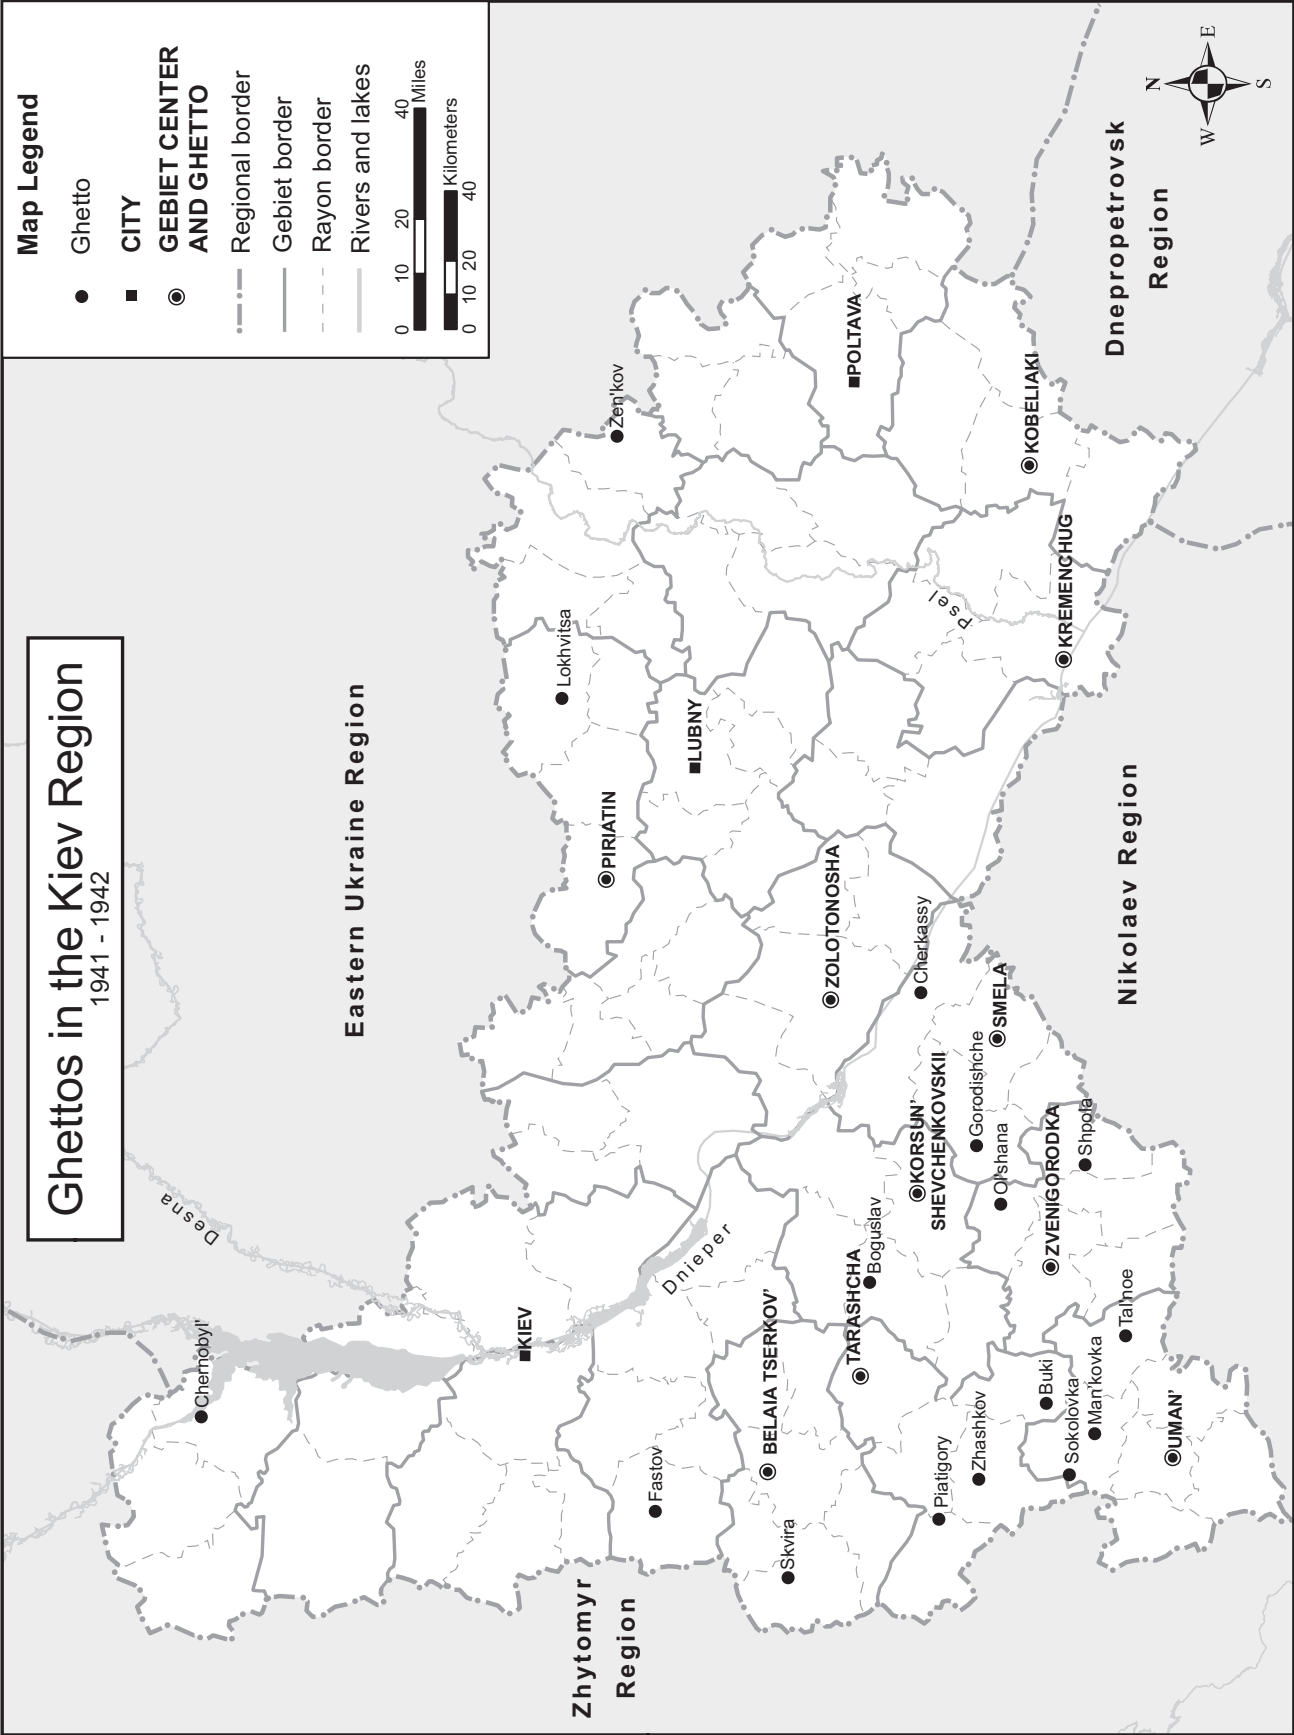 Ghettos in the Kiev Region
1941 - 1942
Map Legend
Ghetto
CITY
GEBIET CENTER
AND GHETTO
Regional border
Gebiet border
Rayon border
Rivers and lakes
0 10 20 40
Miles
Kilometers
0 10 20 40
N
E
S
W
Eastern Ukraine Region
Zhytomyr
Region
Nikolaev Region
Dnepropetrovsk
Region
Desna
Dnieper
Psel
Chernobyl'
KIEV
Fastov
Skvira
BELAIA TSERKOV'
TARASHCHA
Boguslav
Piatigory
Zhashkov
Buki
Sokolovka
Man'kovka
Tal'noe
UMAN'
ZVENIGORODKA
Shpola
Ol'shana
Gorodishche
KORSUN'
SHEVCHENKOVSKII
SMELA
Cherkassy
ZOLOTONOSHA
PIRIATIN
LUBNY
Lokhvitsa
Zen'kov
POLTAVA
KOBELIAKI
KREMENCHUG